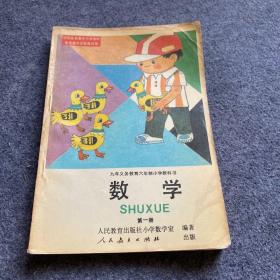 九年义务教育六年制小学教科书
数学
SHUXUE
第一册
人民教育出版社小学数学室 编著
人民教育出版社 出版